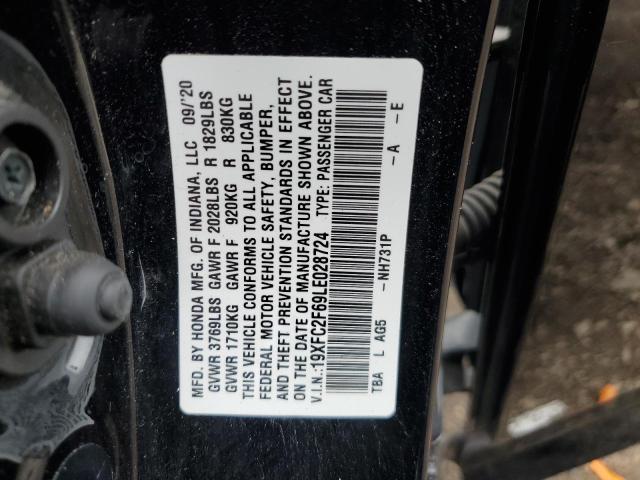 MFD. BY HONDA MFG. OF INDIANA, LLC 09/'20
GVWR 3769LBS GAWR F 2028LBS R 1829LBS
GVWR 1710KG GAWR F 920KG R 830KG
THIS VEHICLE CONFORMS TO ALL APPLICABLE
FEDERAL MOTOR VEHICLE SAFETY, BUMPER,
AND THEFT PREVENTION STANDARDS IN EFFECT
ON THE DATE OF MANUFACTURE SHOWN ABOVE.
V.I.N.:19XFC2F69LE028724 TYPE: PASSENGER CAR
TBA L AG5 -NH731P -A -E